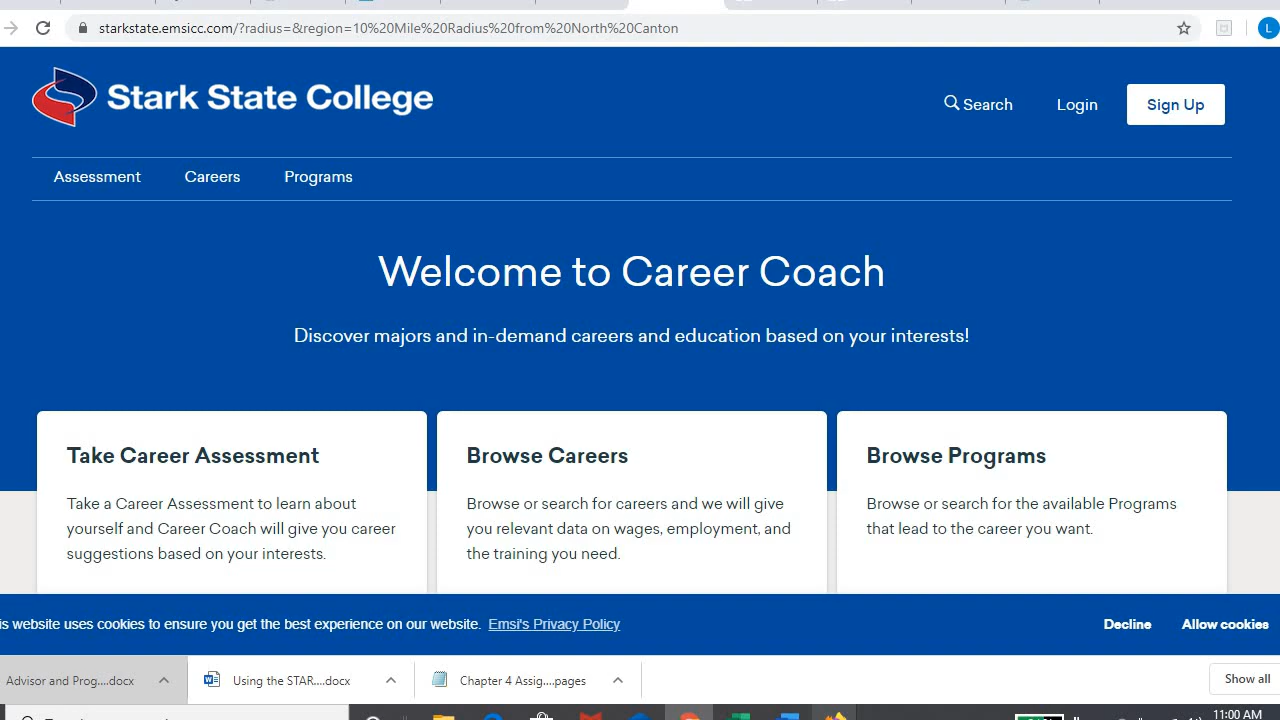 starkstate.emsicc.com/?radius=&region=10%20Mile%20Radius%20from%20North%20Canton
L
Stark State College
Search
Login
Sign Up
Assessment
Careers
Programs
Welcome to Career Coach
Discover majors and in-demand careers and education based on your interests!
Take Career Assessment
Take a Career Assessment to learn about
yourself and Career Coach will give you career
suggestions based on your interests.
Browse Careers
Browse or search for careers and we will give
you relevant data on wages, employment, and
the training you need.
Browse Programs
Browse or search for the available Programs
that lead to the career you want.
is website uses cookies to ensure you get the best experience on our website. Emsi's Privacy Policy
Decline
Allow cookies
Advisor and Prog....docx
Using the STAR....docx
Chapter 4 Assig....pages
Show all
11:00 AM